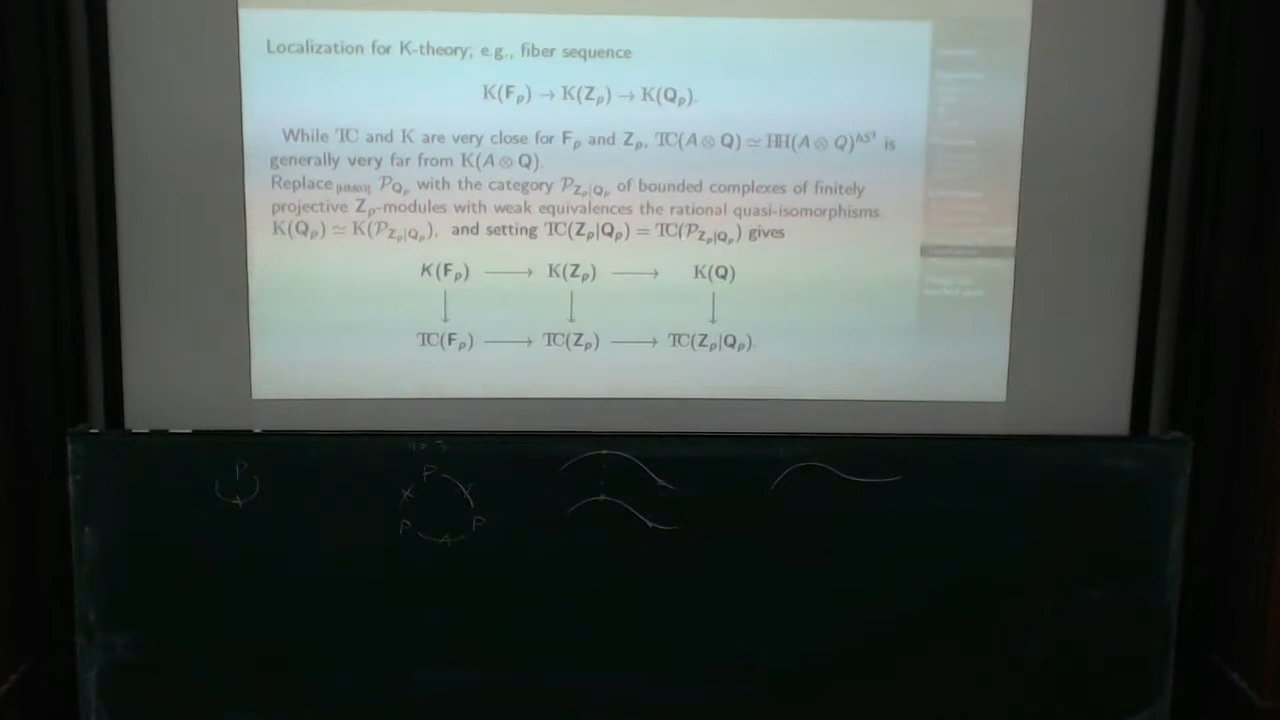 Localization for K-theory; e.g., fiber sequence
K(F_p) → K(Z_p) → K(Q_p).
While TC and K are very close for F_p and Z_p, TC(A ⊗ Q) ≃ HH(A ⊗ Q)^{hS^1} is
generally very far from K(A ⊗ Q).
Replace P_{Q_p} with the category P_{Z_p|Q_p} of bounded complexes of finitely
projective Z_p-modules with weak equivalences the rational quasi-isomorphisms.
K(Q_p) ≃ K(P_{Z_p|Q_p}), and setting TC(Z_p|Q_p) = TC(P_{Z_p|Q_p}) gives
K(F_p) → K(Z_p) → K(Q)
↓ ↓ ↓
TC(F_p) → TC(Z_p) → TC(Z_p|Q_p).
P
P
P P